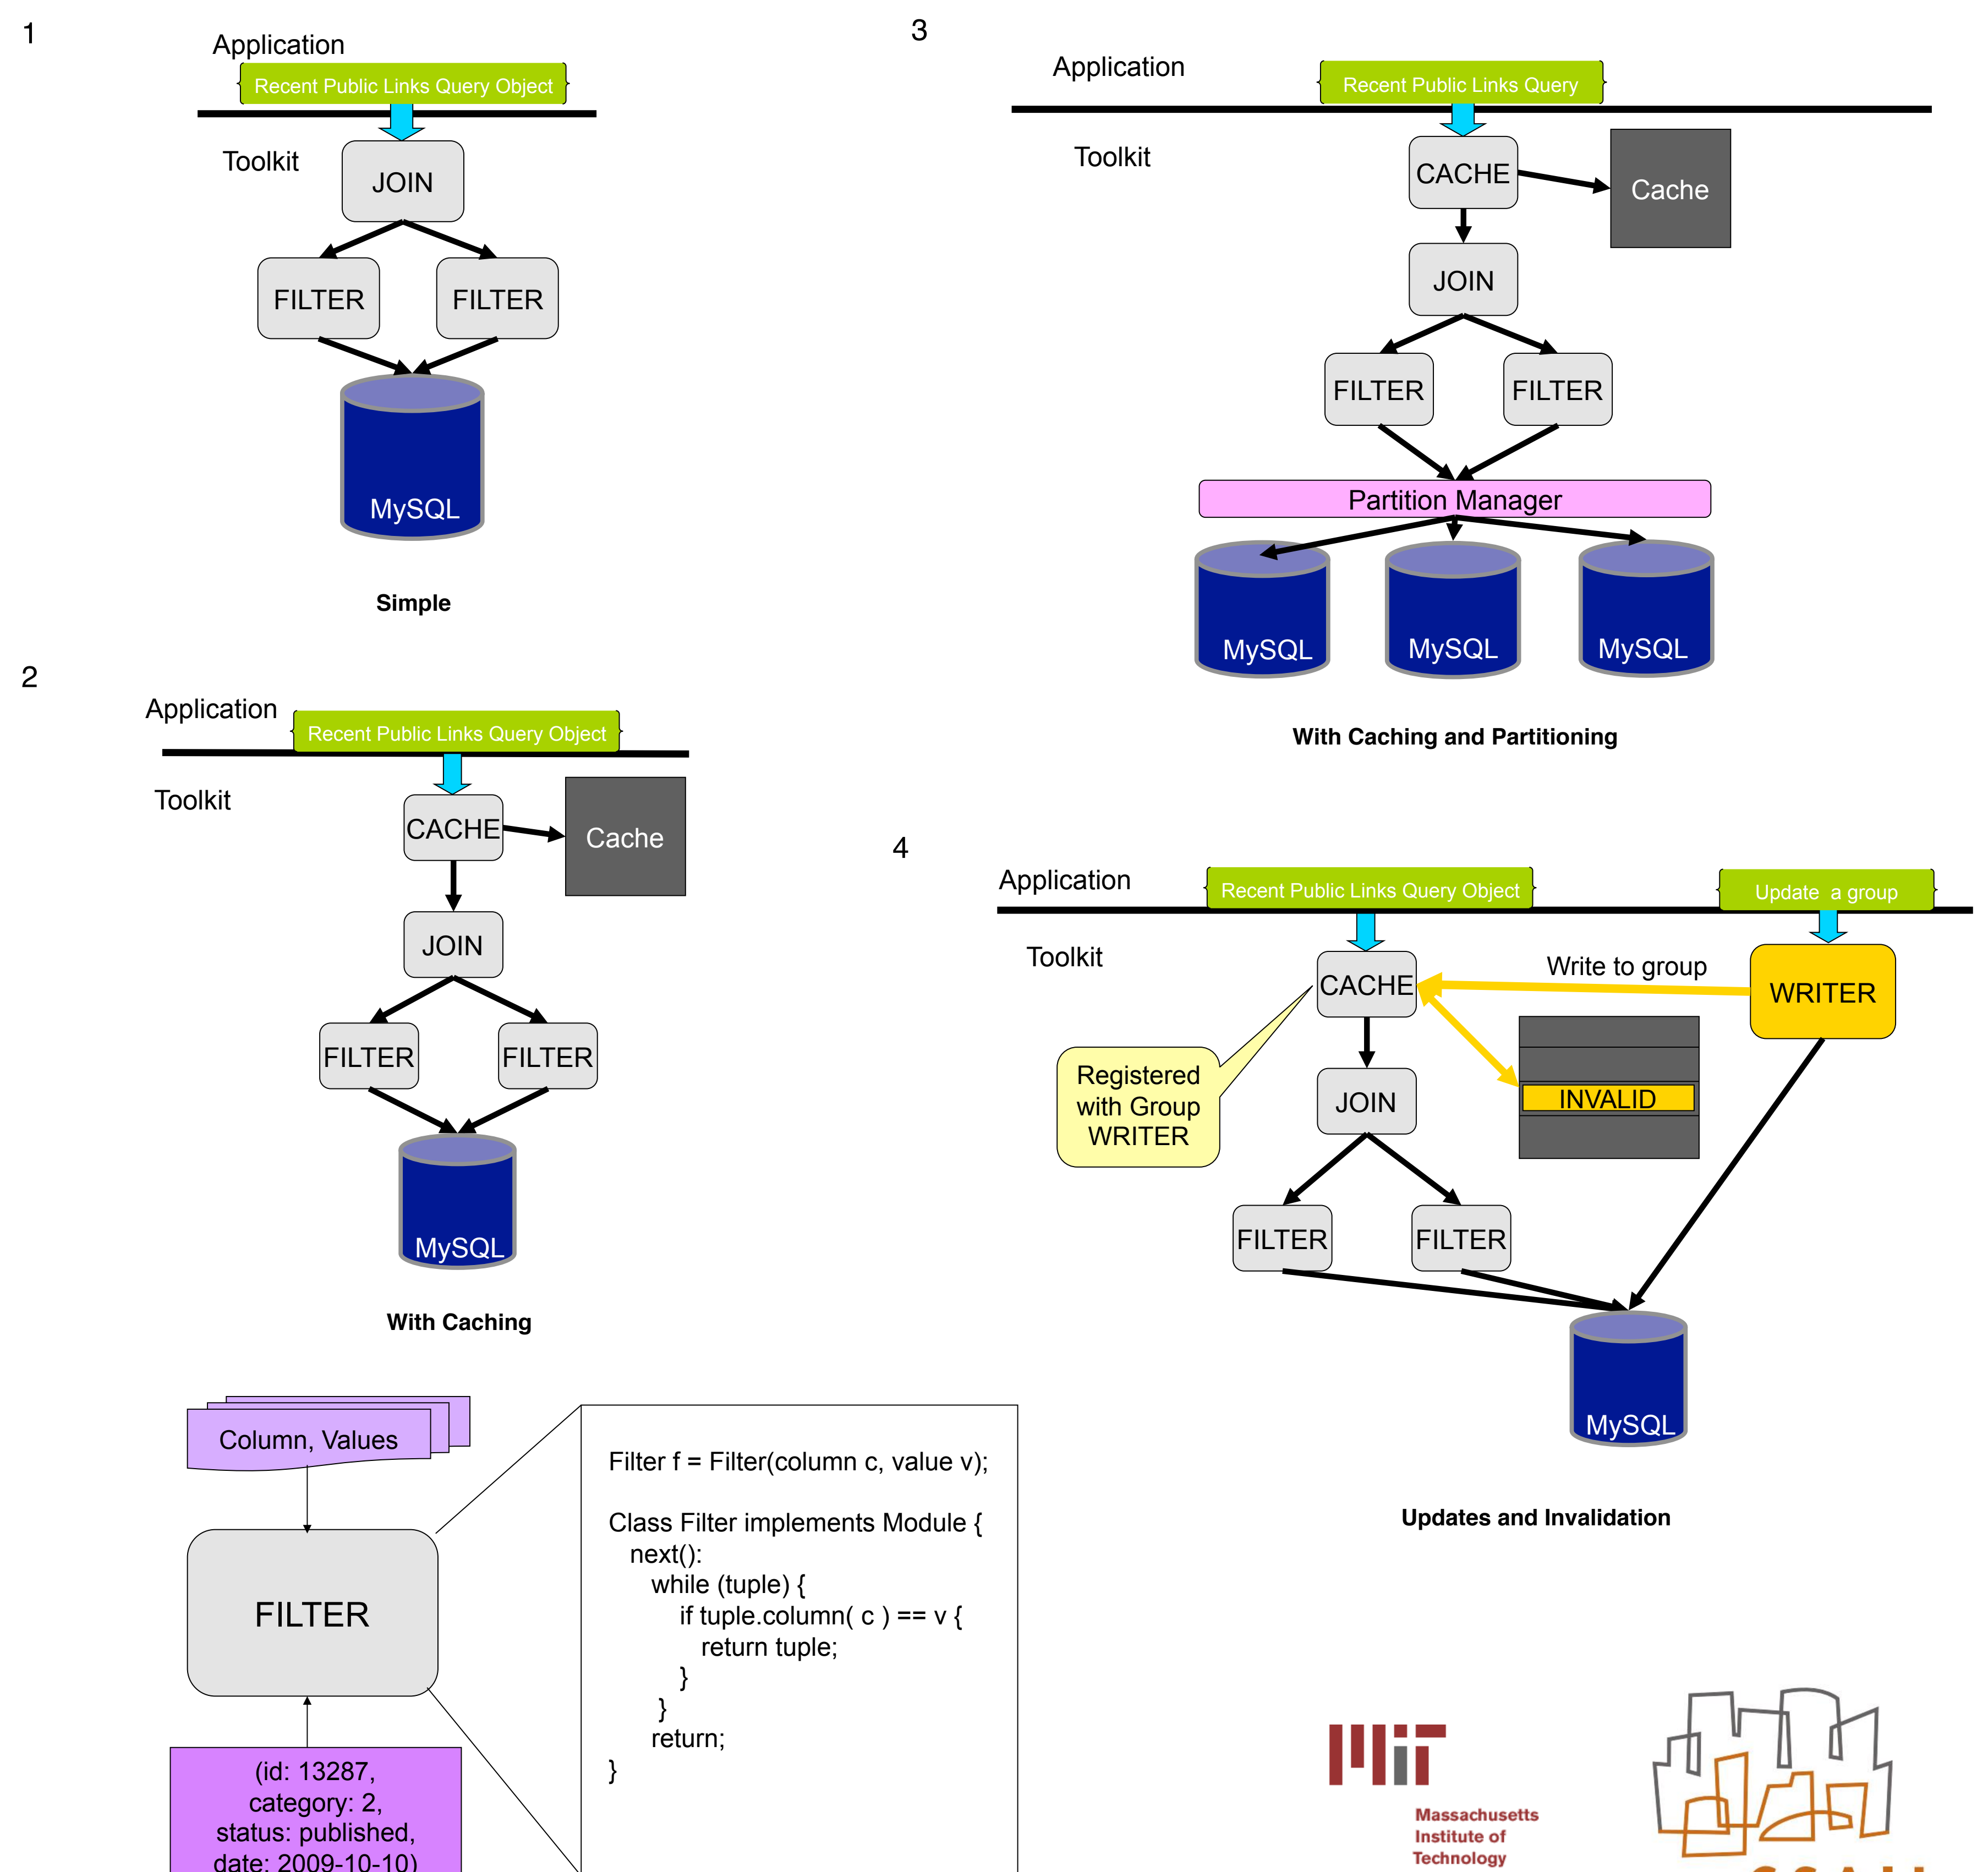 1
Application
Recent Public Links Query Object
Toolkit
JOIN
FILTER FILTER
MySQL
Simple
2
Application
Recent Public Links Query Object
Toolkit
CACHE
Cache
JOIN
FILTER FILTER
MySQL
With Caching
Column, Values
FILTER
(id: 13287,
category: 2,
status: published,
date: 2009-10-10)
Filter f = Filter(column c, value v);
Class Filter implements Module {
next():
while (tuple) {
if tuple.column( c ) == v {
return tuple;
}
}
return;
}
3
Application
Recent Public Links Query
Toolkit
CACHE
Cache
JOIN
FILTER FILTER
Partition Manager
MySQL MySQL MySQL
With Caching and Partitioning
4
Application
Recent Public Links Query Object
Update a group
Toolkit
CACHE
Write to group
WRITER
Registered
with Group
WRITER
INVALID
JOIN
FILTER FILTER
MySQL
Updates and Invalidation
MIT
Massachusetts
Institute of
Technology